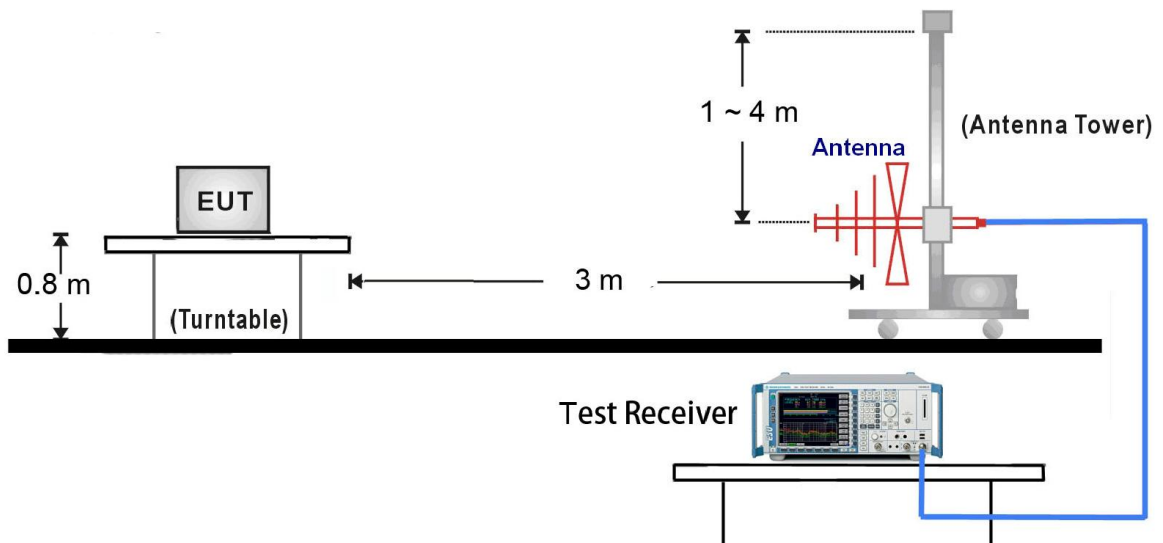 1 ~ 4 m
(Antenna Tower)
Antenna
EUT
0.8 m
3 m
(Turntable)
Test Receiver